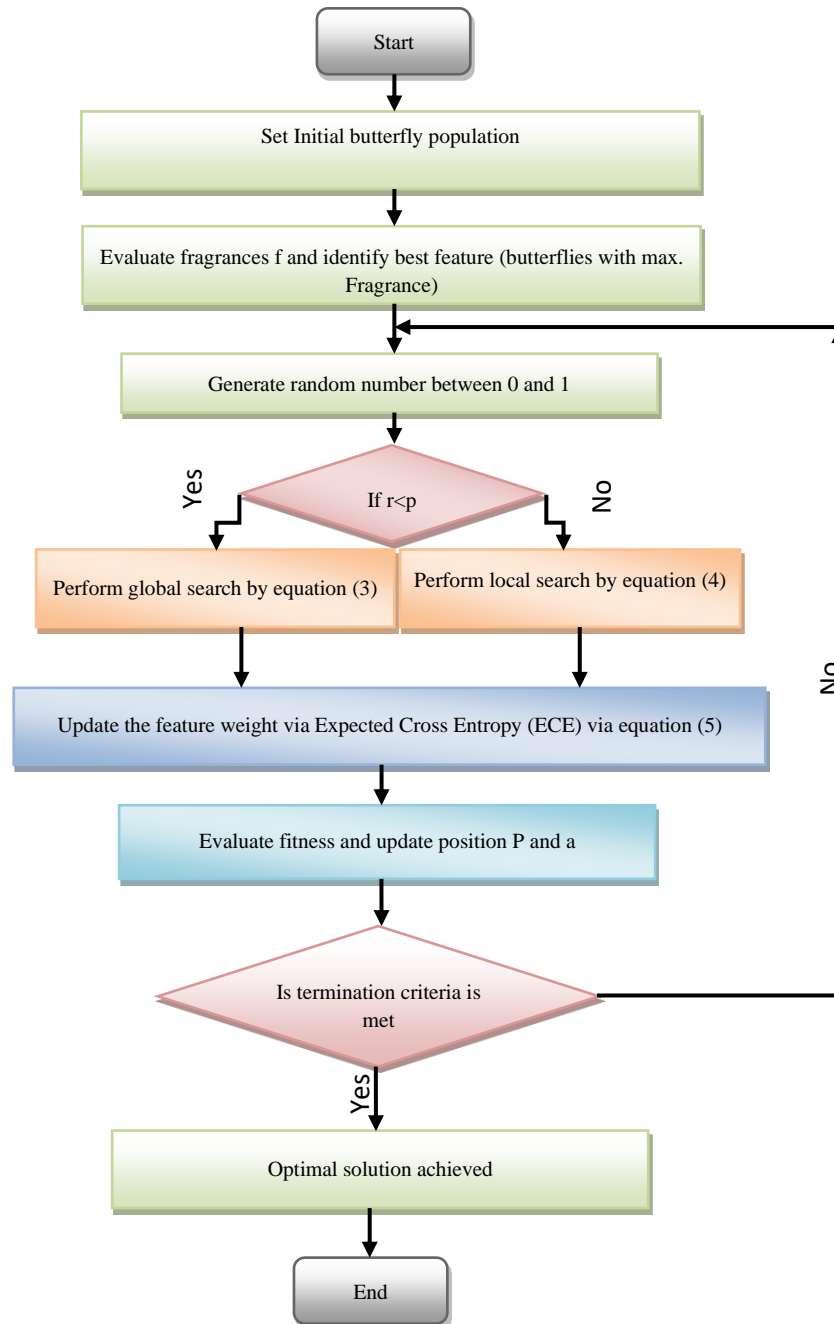 Start
Set Initial butterfly population
Evaluate fragrances f and identify best feature (butterflies with max.
Fragrance)
Generate random number between 0 and 1
Yes
If r<p
No
Perform global search by equation (3)
Perform local search by equation (4)
No
Update the feature weight via Expected Cross Entropy (ECE) via equation (5)
Evaluate fitness and update position P and a
Is termination criteria is
met
Yes
Optimal solution achieved
End